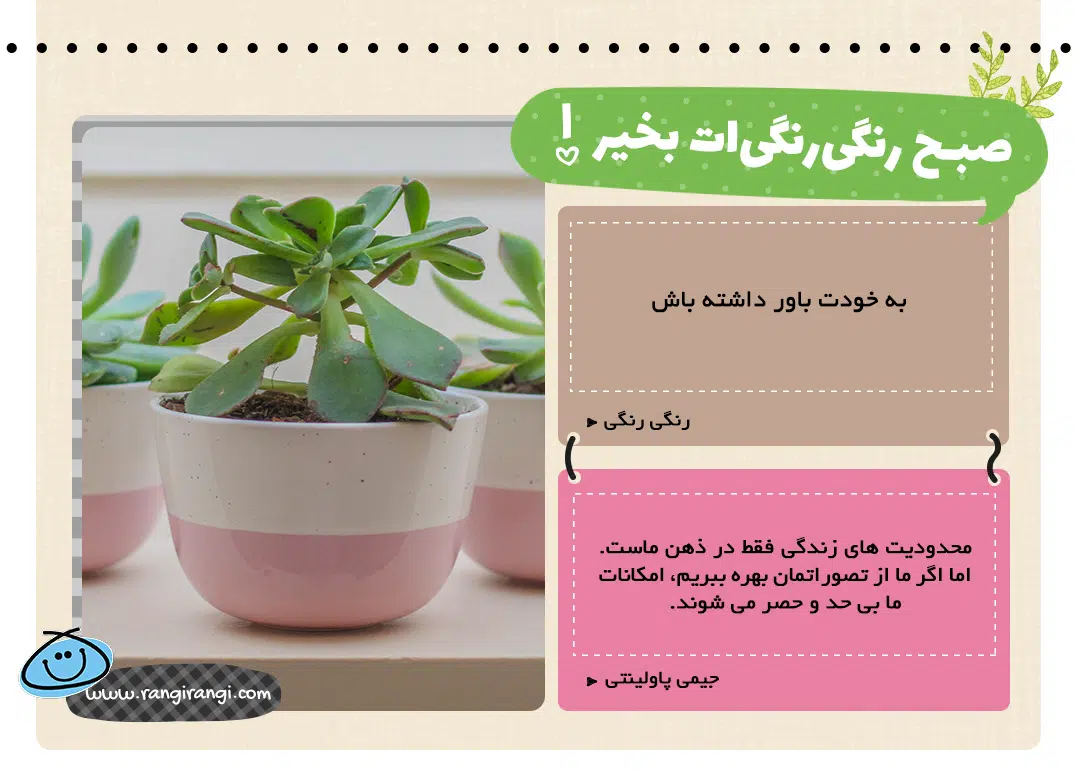 صبح رنگی‌رنگی‌ات بخیر !
به خودت باور داشته باش
رنگی رنگی
محدودیت های زندگی فقط در ذهن ماست.
اما اگر ما از تصوراتمان بهره ببریم، امکانات
ما بی حد و حصر می شوند.
جیمی پاولینتی
www.rangirangi.com